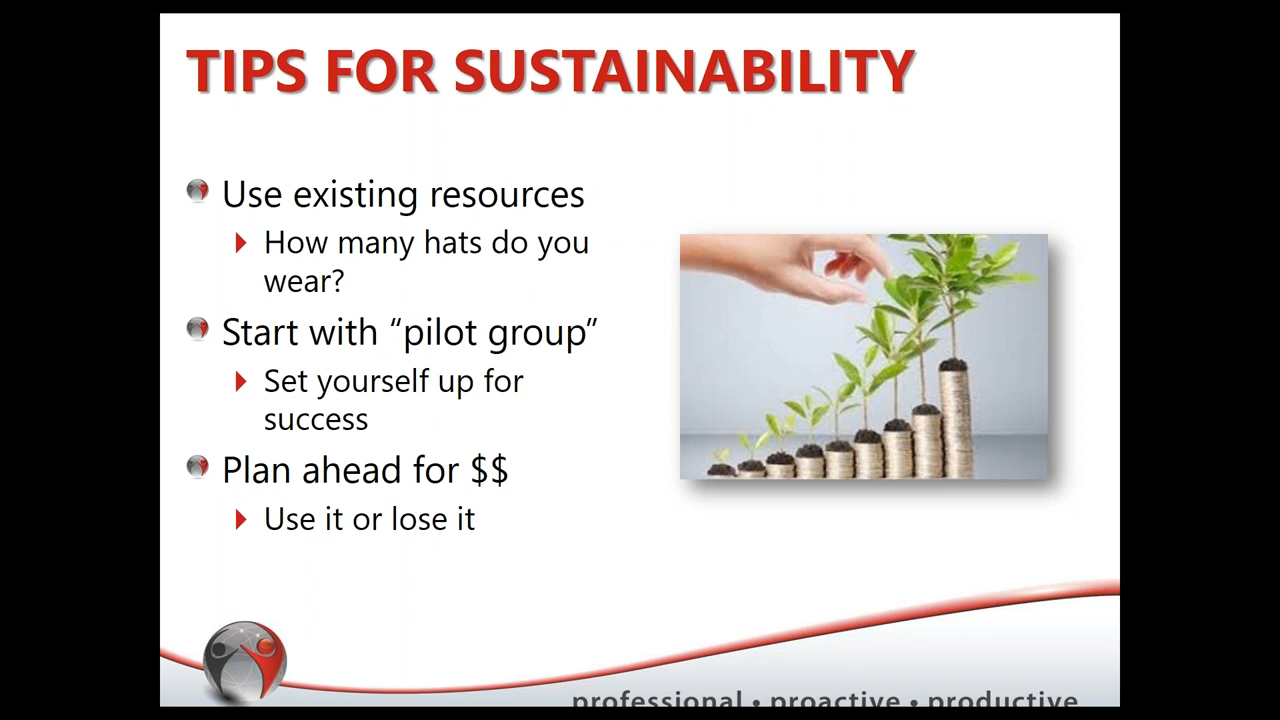 TIPS FOR SUSTAINABILITY
Use existing resources
How many hats do you
wear?
Start with “pilot group”
Set yourself up for
success
Plan ahead for $$
Use it or lose it
professional • proactive • productive